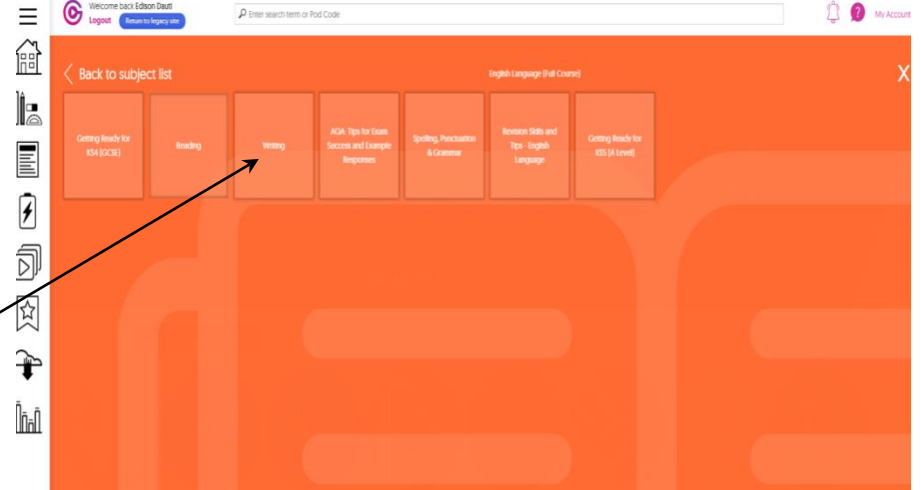 Welcome back Edison Dauti
Logout Return to legacy site
Enter search term or Pod Code
? My Account
Back to subject list
English Language (Full Course)
X
Getting Ready for
KS4 (GCSE)
Reading
Writing
AQA: Tips for Exam
Success and Example
Responses
Spelling, Punctuation
& Grammar
Revision Skills and
Tips - English
Language
Getting Ready for
KS5 (A Level)